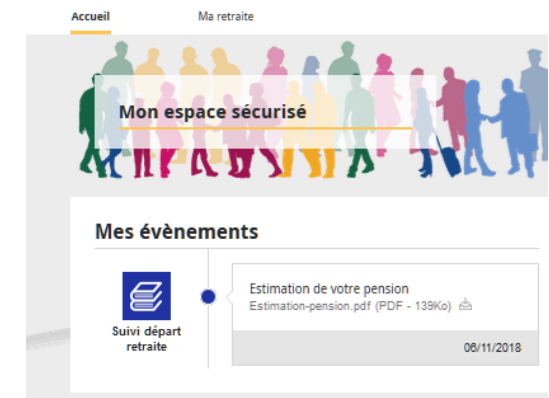 Accueil Ma retraite
Mon espace sécurisé
Mes évènements
Estimation de votre pension
Estimation-pension.pdf (PDF - 139Ko)
Suivi départ
retraite
06/11/2018